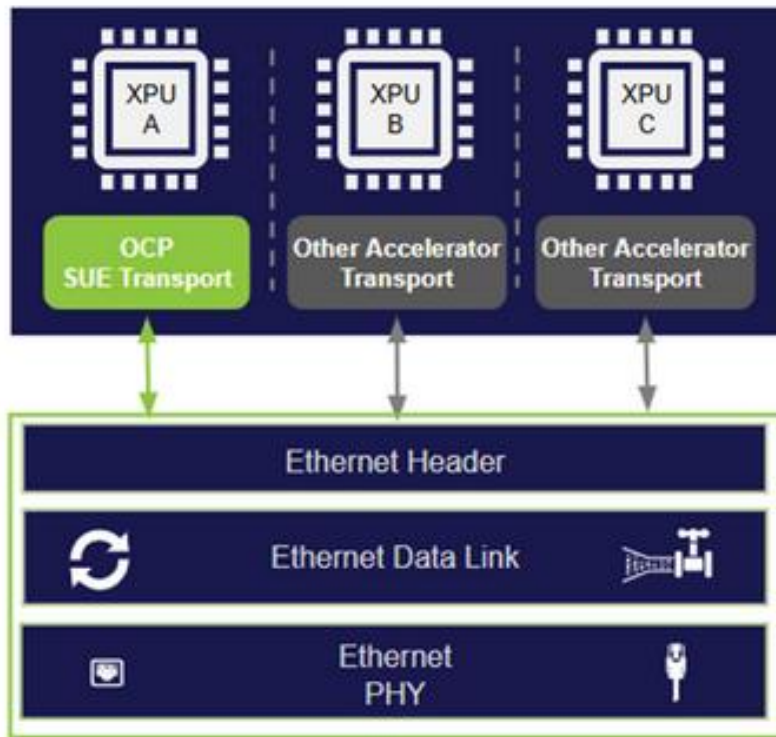 XPU
A
XPU
B
XPU
C
OCP
SUE Transport
Other Accelerator
Transport
Other Accelerator
Transport
Ethernet Header
Ethernet Data Link
Ethernet
PHY